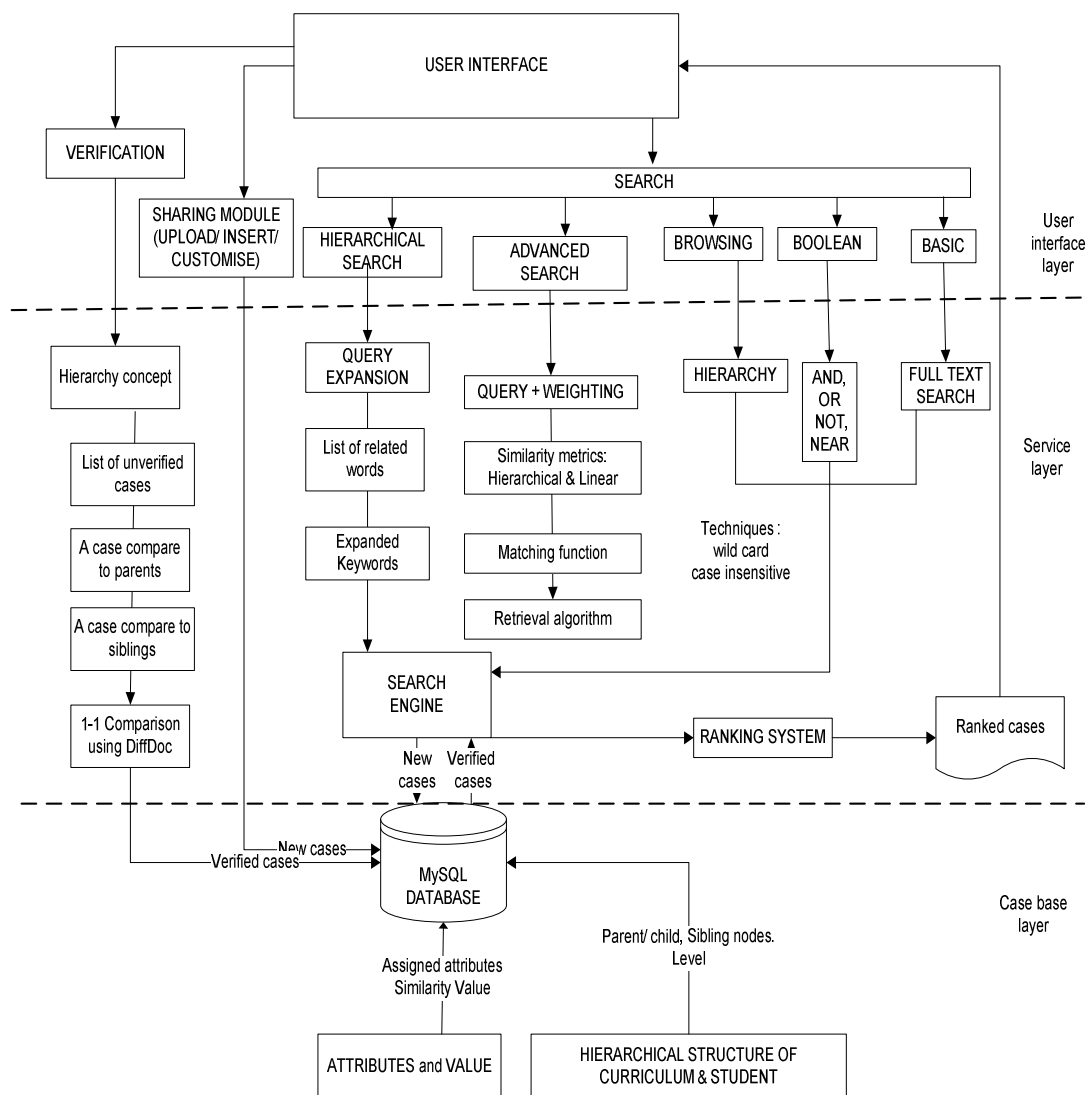 USER INTERFACE
VERIFICATION
SEARCH
SHARING MODULE
(UPLOAD/ INSERT/
CUSTOMISE)
HIERARCHICAL
SEARCH
ADVANCED
SEARCH
BROWSING
BOOLEAN
BASIC
User
interface
layer
Hierarchy concept
QUERY
EXPANSION
QUERY + WEIGHTING
HIERARCHY
AND,
OR
NOT,
NEAR
FULL TEXT
SEARCH
List of unverified
cases
List of related
words
Similarity metrics:
Hierarchical & Linear
Service
layer
A case compare
to parents
Expanded
Keywords
Matching function
Techniques :
wild card
case insensitive
A case compare to
siblings
Retrieval algorithm
SEARCH
ENGINE
1-1 Comparison
using DiffDoc
RANKING SYSTEM
Ranked cases
New
cases
Verified
cases
New cases
Verified cases
MySQL
DATABASE
Case base
layer
Parent/ child, Sibling nodes.
Level
Assigned attributes
Similarity Value
ATTRIBUTES and VALUE
HIERARCHICAL STRUCTURE OF
CURRICULUM & STUDENT